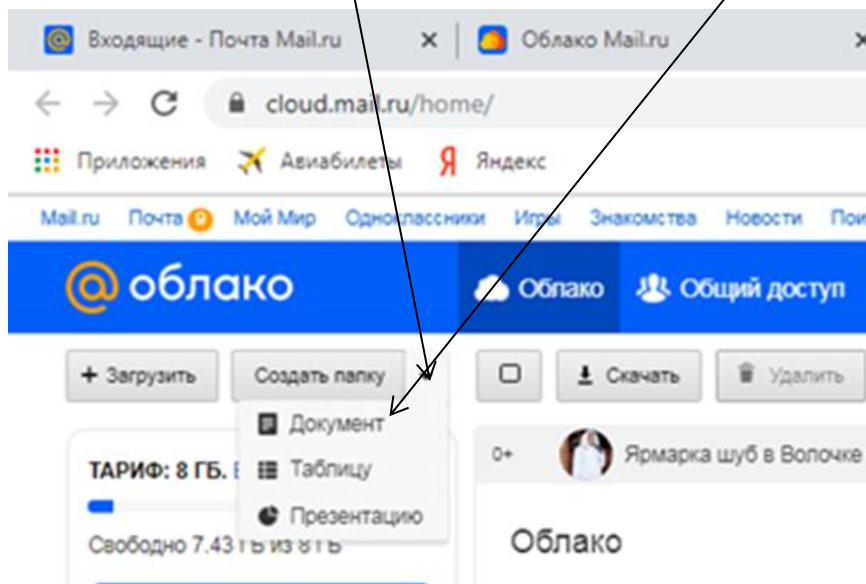 Входящие - Почта Mail.ru Облако Mail.ru
cloud.mail.ru/home/
Приложения Авиабилеты Яндекс
Mail.ru Почта 9 Мой Мир Одноклассники Игры Знакомства Новости Пои
облако Облако Общий доступ
+ Загрузить Создать папку Скачать Удалить
Документ
0+ Ярмарка шуб в Волочке
ТАРИФ: 8 ГБ. Таблицу
Презентацию
Свободно 7.43 ГБ из 8 ГБ
Облако